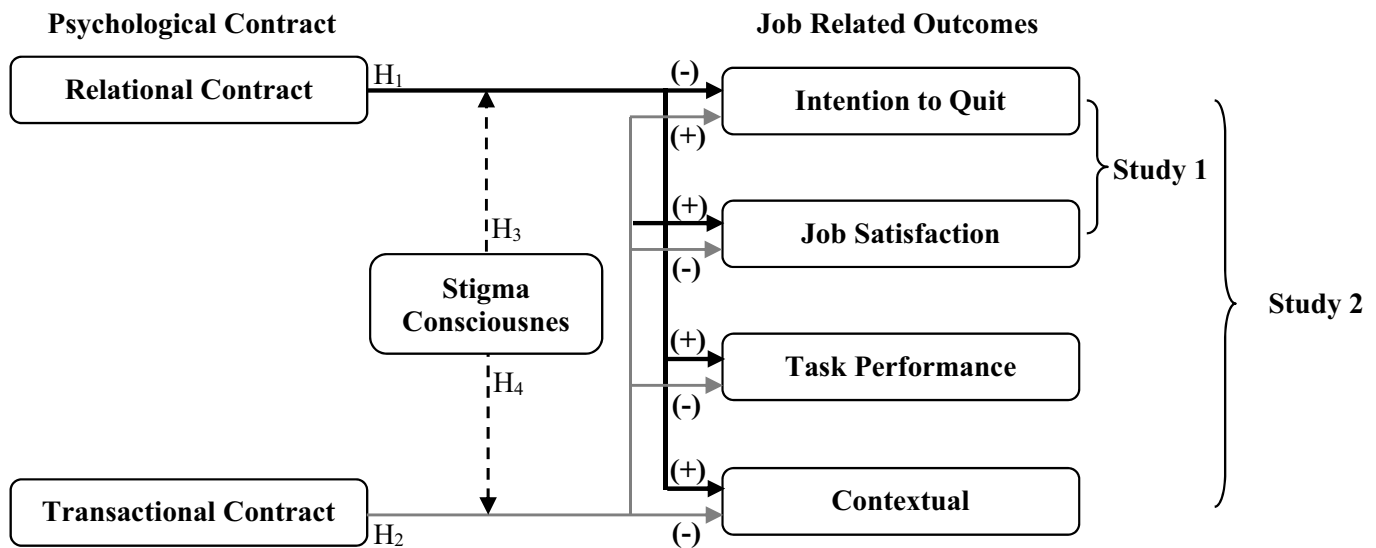 Psychological Contract
Job Related Outcomes
Relational Contract
H1
(-)
Intention to Quit
(+)
Study 1
(+)
Job Satisfaction
(-)
H3
Stigma
Consciousnes
H4
Study 2
(+)
Task Performance
(-)
(+)
Contextual
(-)
Transactional Contract
H2